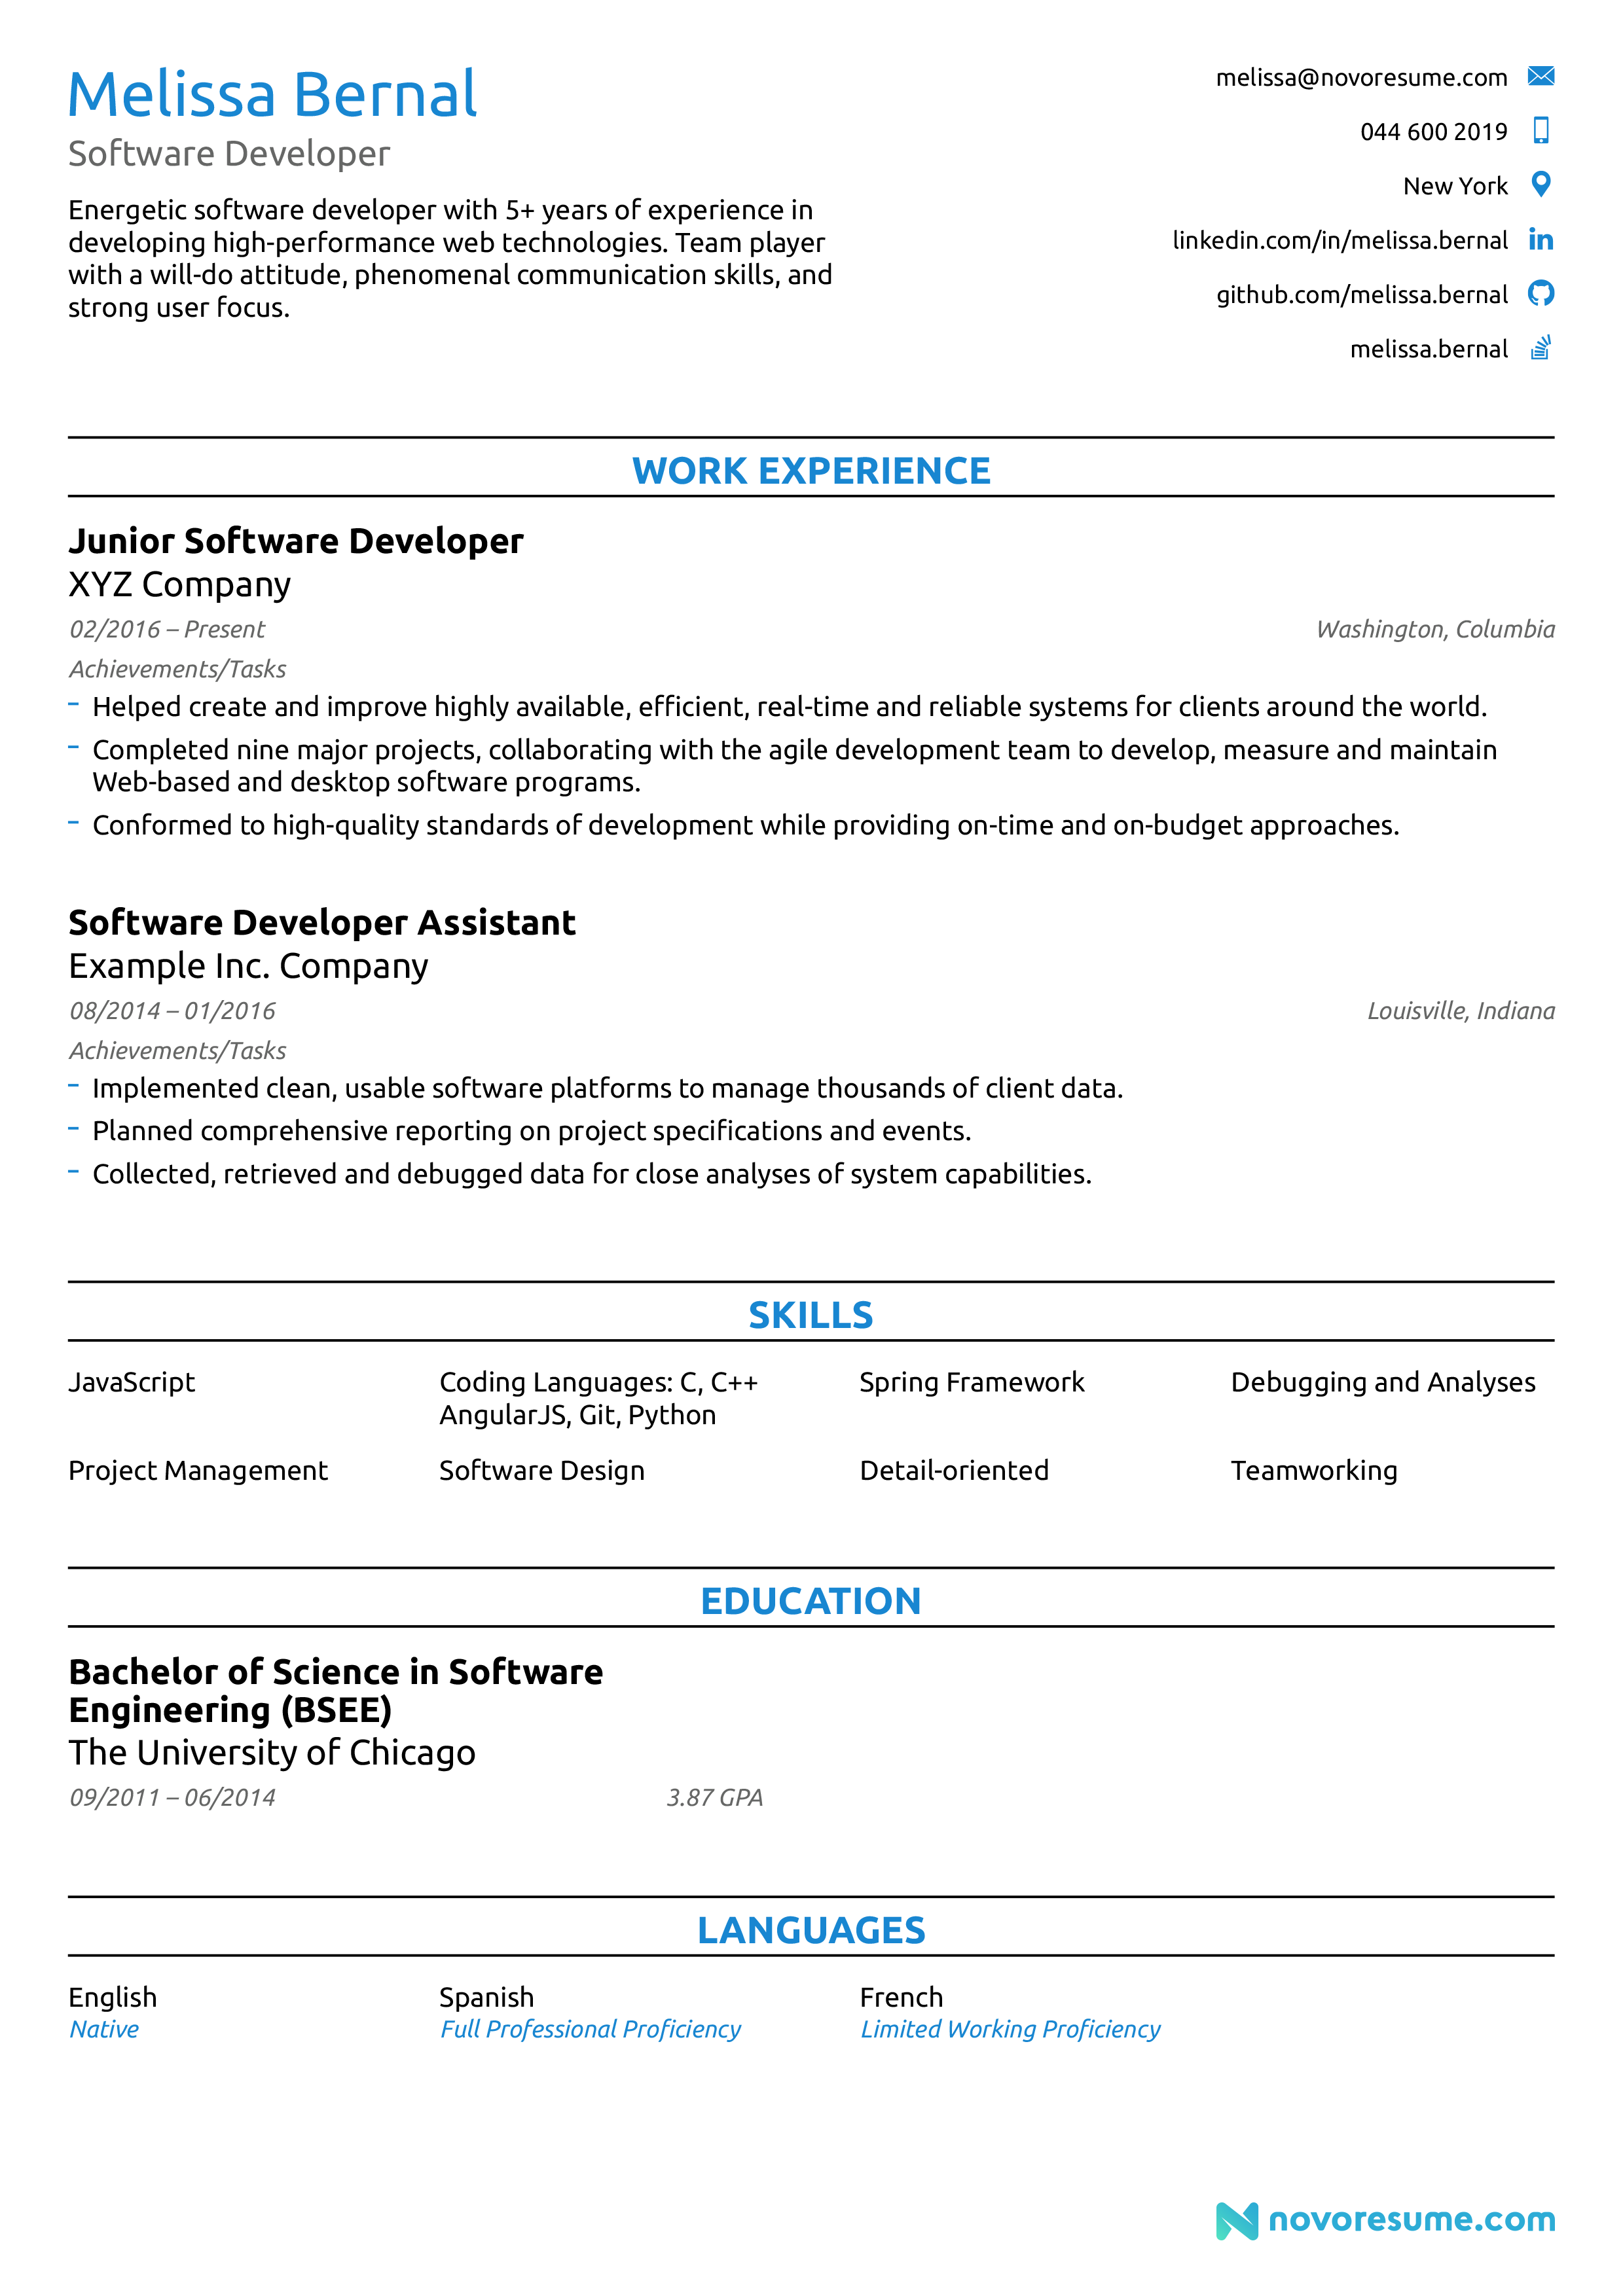 Melissa Bernal
Software Developer
Energetic software developer with 5+ years of experience in
developing high-performance web technologies. Team player
with a will-do attitude, phenomenal communication skills, and
strong user focus.
melissa@novoresume.com
044 600 2019
New York
linkedin.com/in/melissa.bernal
github.com/melissa.bernal
melissa.bernal
WORK EXPERIENCE
Junior Software Developer
XYZ Company
02/2016 – Present
Washington, Columbia
Achievements/Tasks
– Helped create and improve highly available, efficient, real-time and reliable systems for clients around the world.
– Completed nine major projects, collaborating with the agile development team to develop, measure and maintain
Web-based and desktop software programs.
– Conformed to high-quality standards of development while providing on-time and on-budget approaches.
Software Developer Assistant
Example Inc. Company
08/2014 – 01/2016
Louisville, Indiana
Achievements/Tasks
– Implemented clean, usable software platforms to manage thousands of client data.
– Planned comprehensive reporting on project specifications and events.
– Collected, retrieved and debugged data for close analyses of system capabilities.
SKILLS
JavaScript
Coding Languages: C, C++
AngularJS, Git, Python
Spring Framework
Debugging and Analyses
Project Management
Software Design
Detail-oriented
Teamworking
EDUCATION
Bachelor of Science in Software
Engineering (BSEE)
The University of Chicago
09/2011 – 06/2014
3.87 GPA
LANGUAGES
English
Native
Spanish
Full Professional Proficiency
French
Limited Working Proficiency
novoresume.com